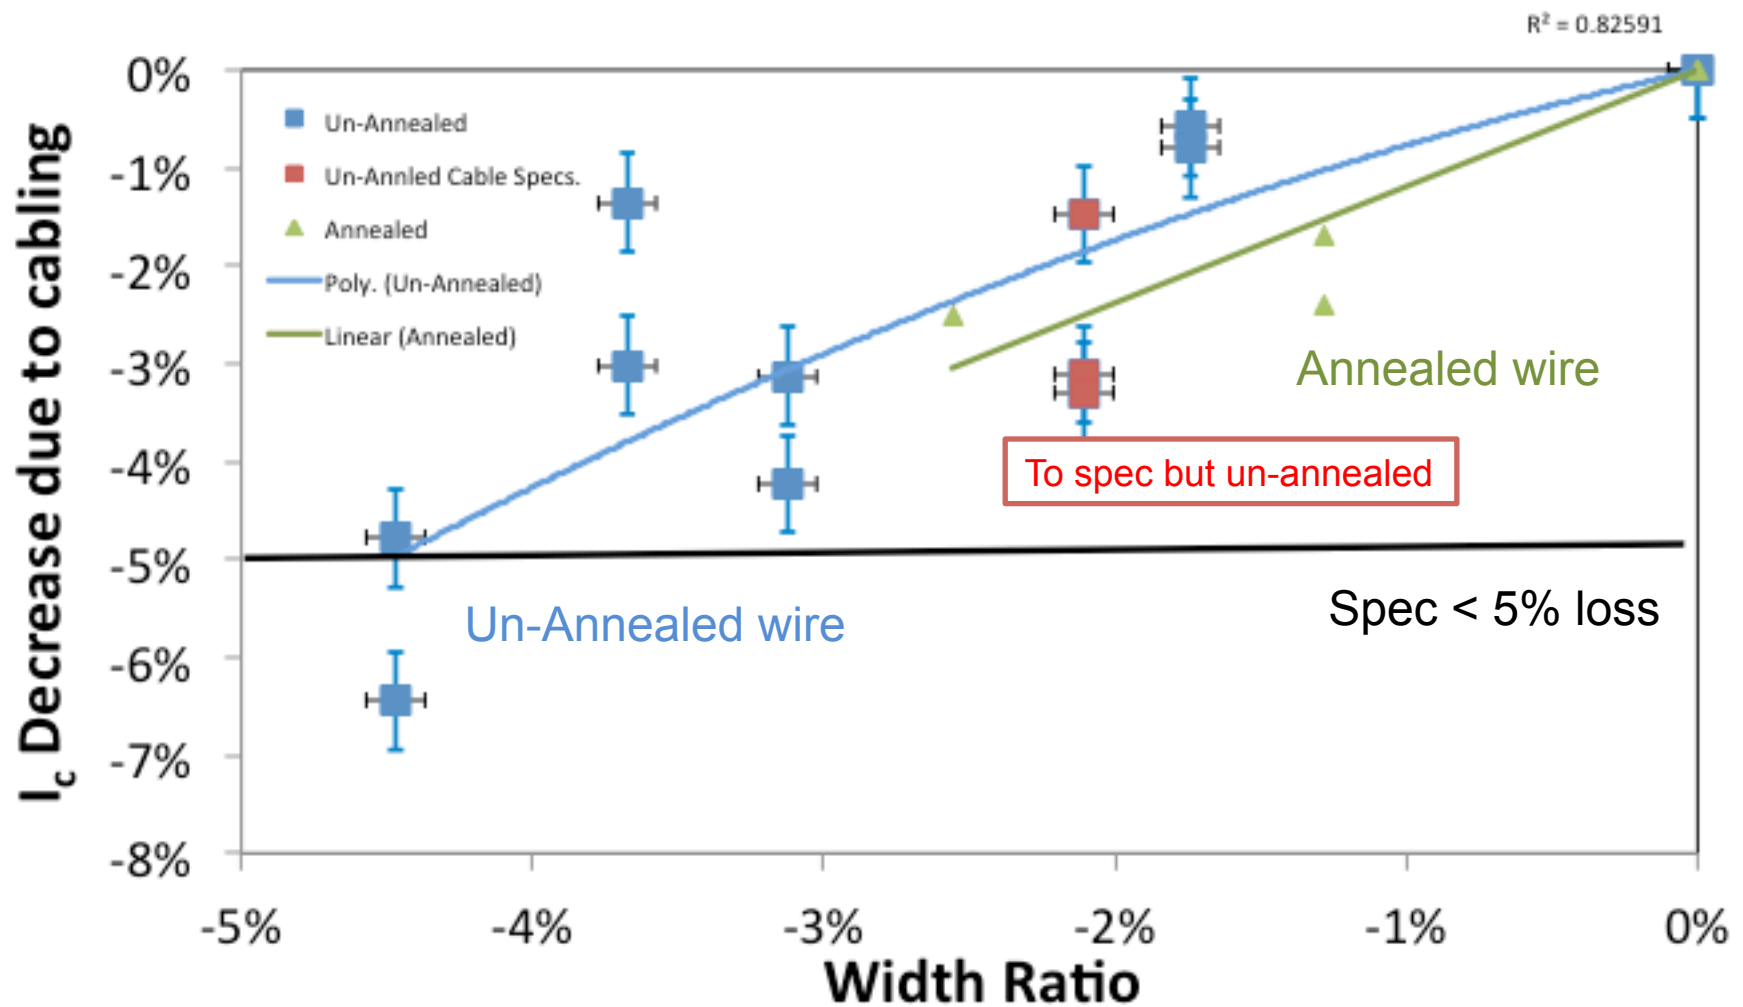 R² = 0.82591
0%
-1%
-2%
-3%
-4%
-5%
-6%
-7%
-8%
Ic Decrease due to cabling
Un-Annealed
Un-Annled Cable Specs.
Annealed
Poly. (Un-Annealed)
Linear (Annealed)
Annealed wire
To spec but un-annealed
Un-Annealed wire
Spec < 5% loss
-5%
-4%
-3%
-2%
-1%
0%
Width Ratio